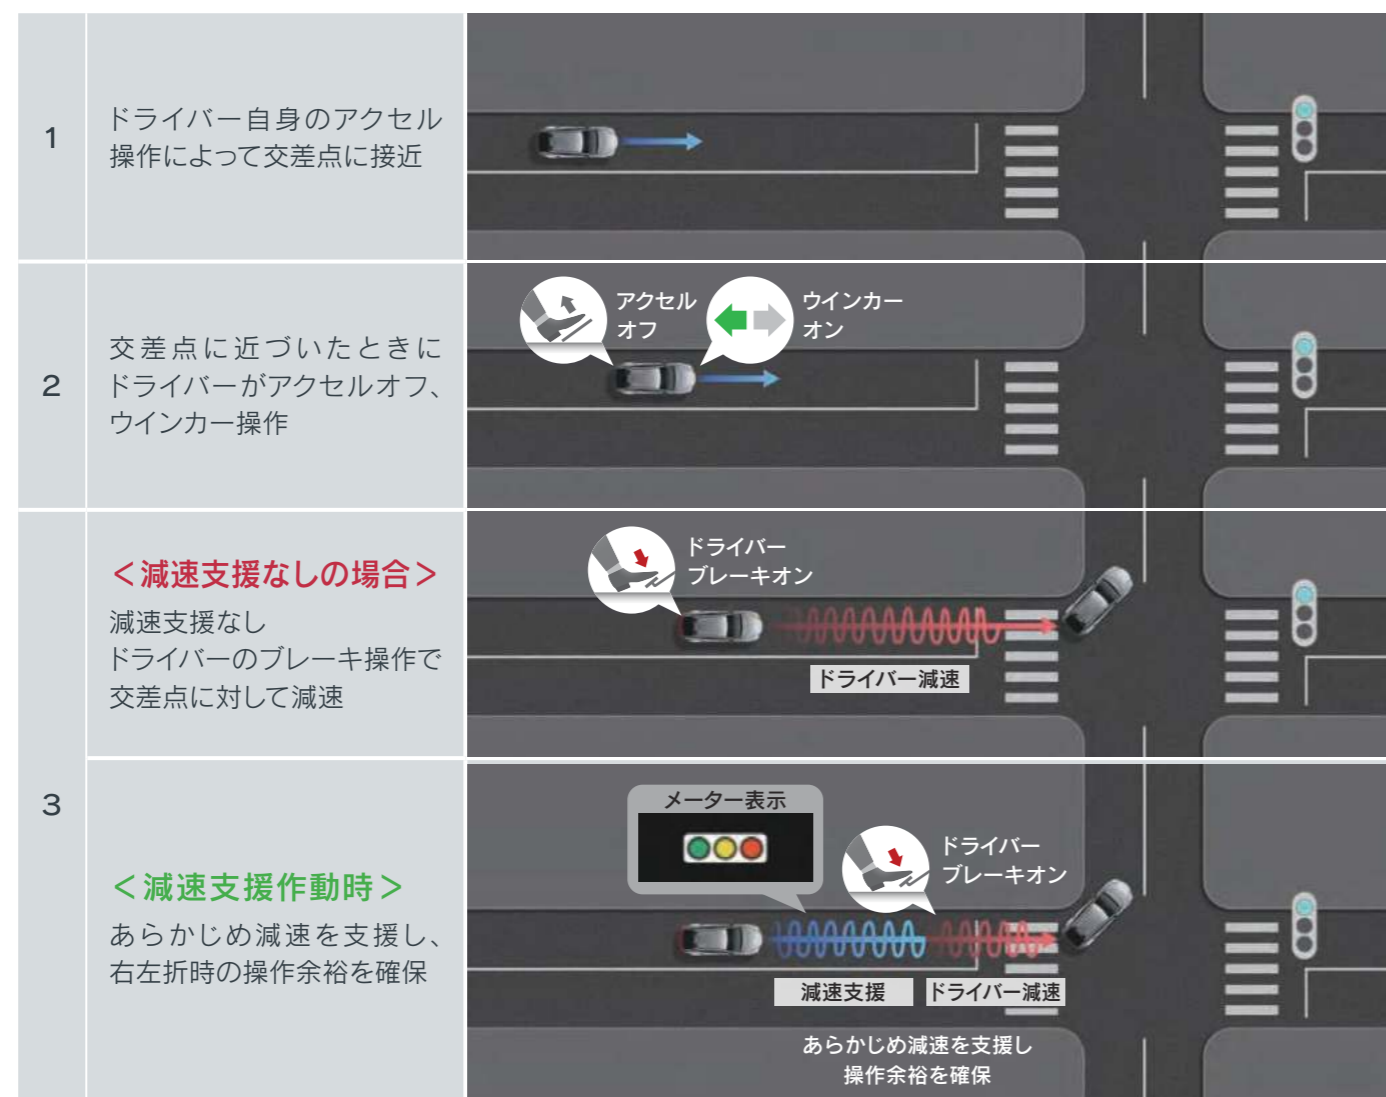 1
ドライバー自身のアクセル
操作によって交差点に接近
2
交差点に近づいたときに
ドライバーがアクセルオフ、
ウインカー操作
アクセル
オフ
ウインカー
オン
3
＜減速支援なしの場合＞
減速支援なし
ドライバーのブレーキ操作で
交差点に対して減速
ドライバー
ブレーキオン
ドライバー減速
＜減速支援作動時＞
あらかじめ減速を支援し、
右左折時の操作余裕を確保
メーター表示
ドライバー
ブレーキオン
減速支援
ドライバー減速
あらかじめ減速を支援し
操作余裕を確保